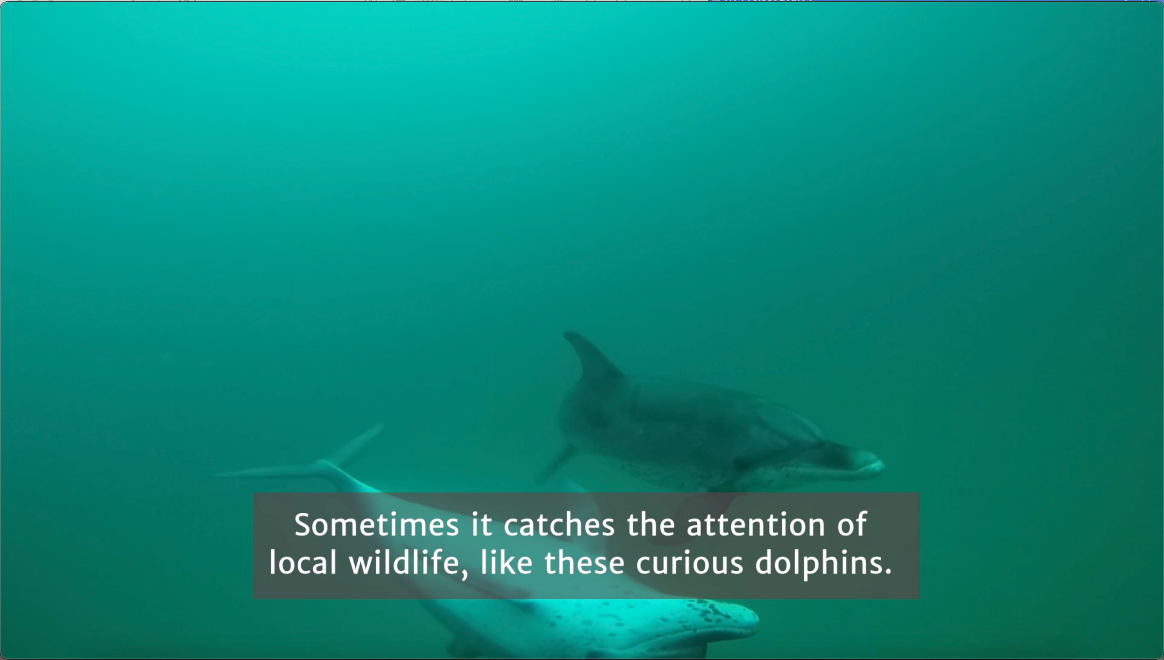 Sometimes it catches the attention of
local wildlife, like these curious dolphins.